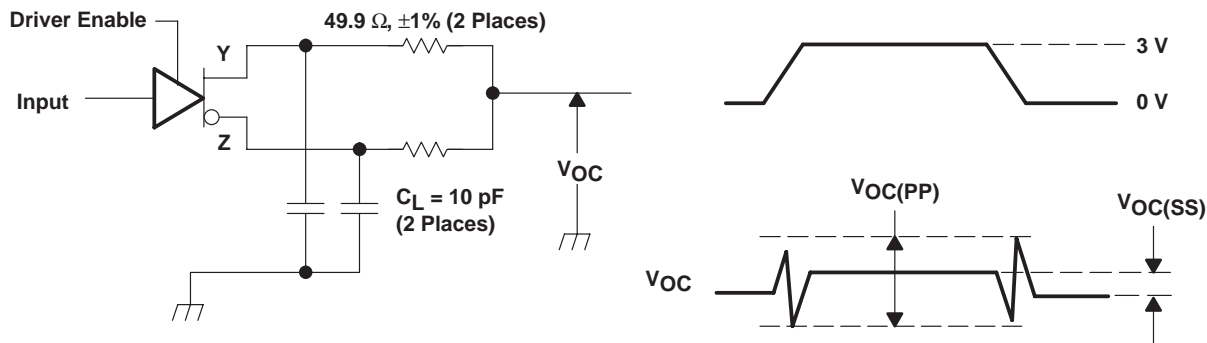 Driver Enable
49.9 Ω, ±1% (2 Places)
Y
Input
Z
VOC
CL = 10 pF
(2 Places)
3 V
0 V
VOC(PP)
VOC(SS)
VOC